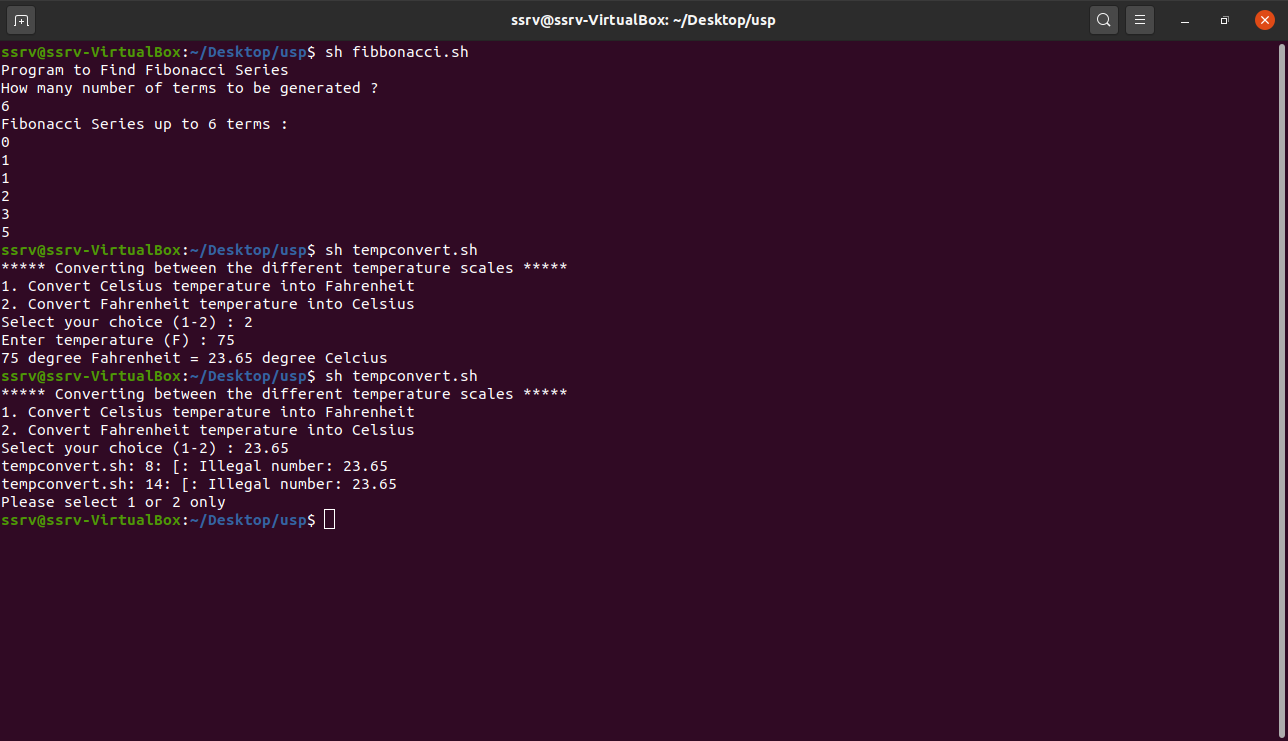 ssrv@ssrv-VirtualBox: ~/Desktop/usp
ssrv@ssrv-VirtualBox:~/Desktop/usp$ sh fibbonacci.sh
Program to Find Fibonacci Series
How many number of terms to be generated ?
6
Fibonacci Series up to 6 terms :
0
1
1
2
3
5
ssrv@ssrv-VirtualBox:~/Desktop/usp$ sh tempconvert.sh
***** Converting between the different temperature scales *****
1. Convert Celsius temperature into Fahrenheit
2. Convert Fahrenheit temperature into Celsius
Select your choice (1-2) : 2
Enter temperature (F) : 75
75 degree Fahrenheit = 23.65 degree Celcius
ssrv@ssrv-VirtualBox:~/Desktop/usp$ sh tempconvert.sh
***** Converting between the different temperature scales *****
1. Convert Celsius temperature into Fahrenheit
2. Convert Fahrenheit temperature into Celsius
Select your choice (1-2) : 23.65
tempconvert.sh: 8: [: Illegal number: 23.65
tempconvert.sh: 14: [: Illegal number: 23.65
Please select 1 or 2 only
ssrv@ssrv-VirtualBox:~/Desktop/usp$